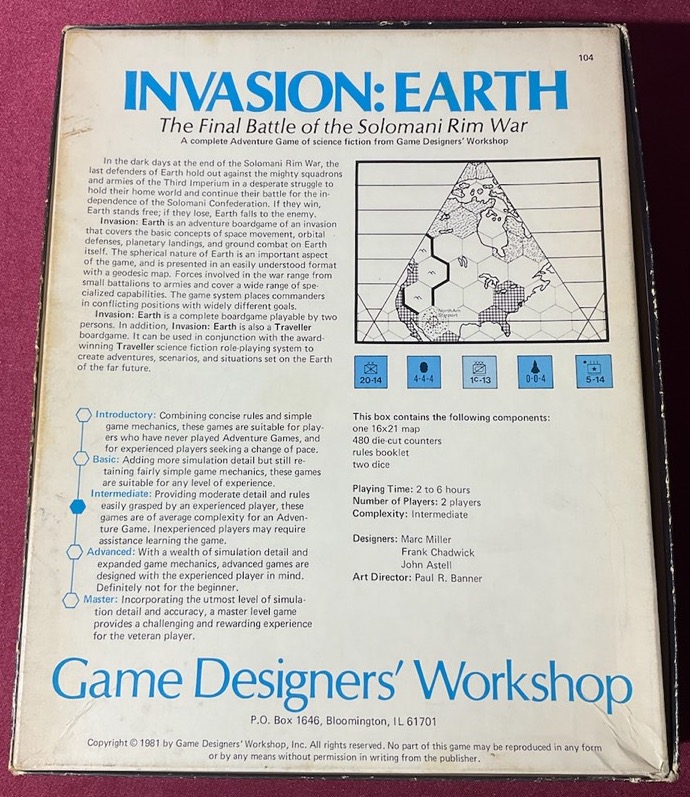 104
INVASION: EARTH
The Final Battle of the Solomani Rim War
A complete Adventure Game of science fiction from Game Designers' Workshop
In the dark days at the end of the Solomani Rim War, the
last defenders of Earth hold out against the mighty squadrons
and armies of the Third Imperium in a desperate struggle to
hold their home world and continue their battle for the in-
dependence of the Solomani Confederation. If they win,
Earth stands free; if they lose, Earth falls to the enemy.
Invasion: Earth is an adventure boardgame of an invasion
that covers the basic concepts of space movement, orbital
defenses, planetary landings, and ground combat on Earth
itself. The spherical nature of Earth is an important aspect
of the game, and is presented in an easily understood format
with a geodesic map. Forces involved in the war range from
small battalions to armies and cover a wide range of spe-
cialized capabilities. The game system places commanders
in conflicting positions with widely different goals.
Invasion: Earth is a complete boardgame playable by two
persons. In addition, Invasion: Earth is also a Traveller
boardgame. It can be used in conjunction with the award-
winning Traveller science fiction role-playing system to
create adventures, scenarios, and situations set on the Earth
of the far future.
20-14
4-4-4
1C-13
0-0-4
5-14
Introductory: Combining concise rules and simple
game mechanics, these games are suitable for play-
ers who have never played Adventure Games, and
for experienced players seeking a change of pace.
Basic: Adding more simulation detail but still re-
taining fairly simple game mechanics, these games
are suitable for any level of experience.
Intermediate: Providing moderate detail and rules
easily grasped by an experienced player, these
games are of average complexity for an Adven-
ture Game. Inexperienced players may require
assistance learning the game.
Advanced: With a wealth of simulation detail and
expanded game mechanics, advanced games are
designed with the experienced player in mind.
Definitely not for the beginner.
Master: Incorporating the utmost level of simula-
tion detail and accuracy, a master level game
provides a challenging and rewarding experience
for the veteran player.
This box contains the following components:
one 16x21 map
480 die-cut counters
rules booklet
two dice
Playing Time: 2 to 6 hours
Number of Players: 2 players
Complexity: Intermediate
Designers: Marc Miller
Frank Chadwick
John Astell
Art Director: Paul R. Banner
Game Designers' Workshop
P.O. Box 1646, Bloomington, IL 61701
Copyright © 1981 by Game Designers' Workshop, Inc. All rights reserved. No part of this game may be reproduced in any form
or by any means without permission in writing from the publisher.